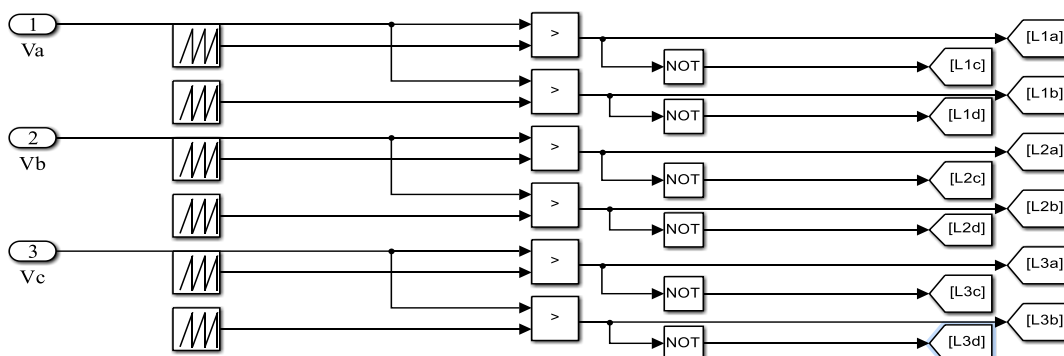 1
Va
>
[L1a]
NOT
[L1c]
>
[L1b]
NOT
[L1d]
2
Vb
>
[L2a]
NOT
[L2c]
>
[L2b]
NOT
[L2d]
3
Vc
>
[L3a]
NOT
[L3c]
>
[L3b]
NOT
[L3d]